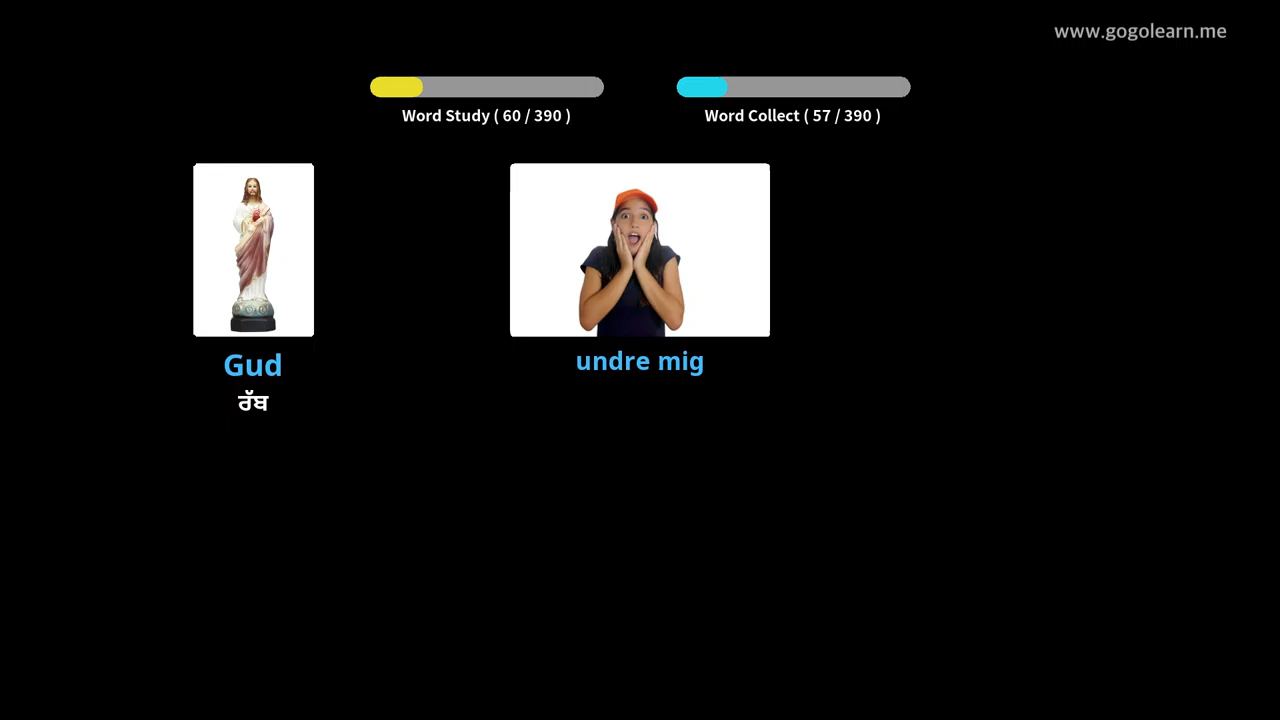 www.gogolearn.me
Word Study ( 60 / 390 )
Word Collect ( 57 / 390 )
Gud
ਰੱਬ
undre mig